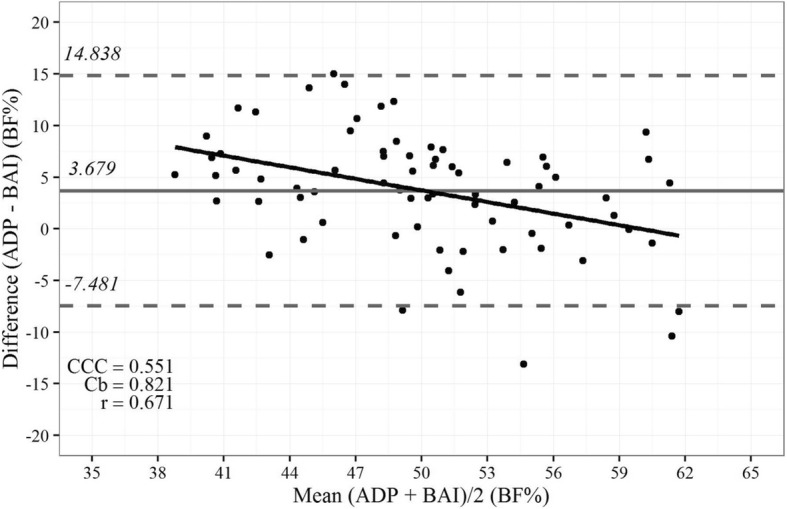 Difference (ADP - BAI) (BF%)
20
15
10
5
0
-5
-10
-15
-20
14.838
3.679
-7.481
CCC = 0.551
Cb = 0.821
r = 0.671
35 38 41 44 47 50 53 56 59 62 65
Mean (ADP + BAI)/2 (BF%)